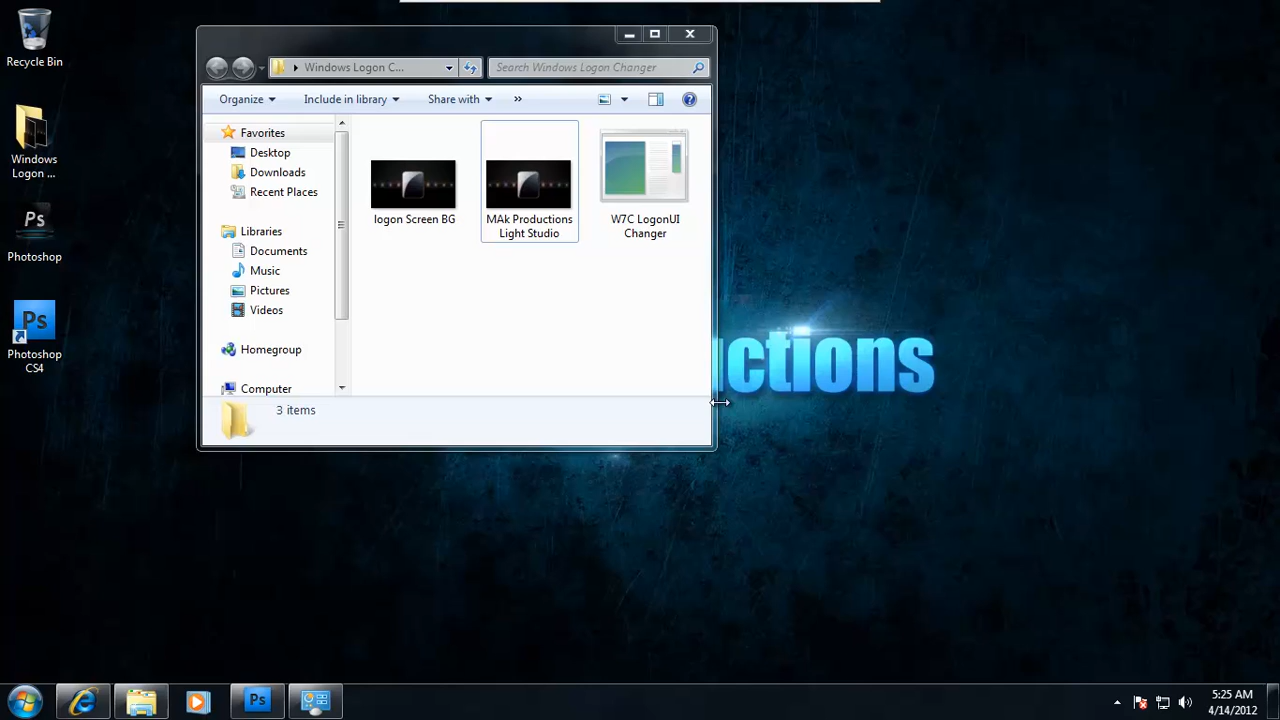 Recycle Bin
Windows
Logon ...
Ps
Photoshop
Ps
Photoshop
CS4
Windows Logon C...
Search Windows Logon Changer
Organize
Include in library
Share with
»
Favorites
Desktop
Downloads
Recent Places
Libraries
Documents
Music
Pictures
Videos
Homegroup
Computer
logon Screen BG
MAk Productions
Light Studio
W7C LogonUI
Changer
3 items
uctions
Ps
5:25 AM
4/14/2012